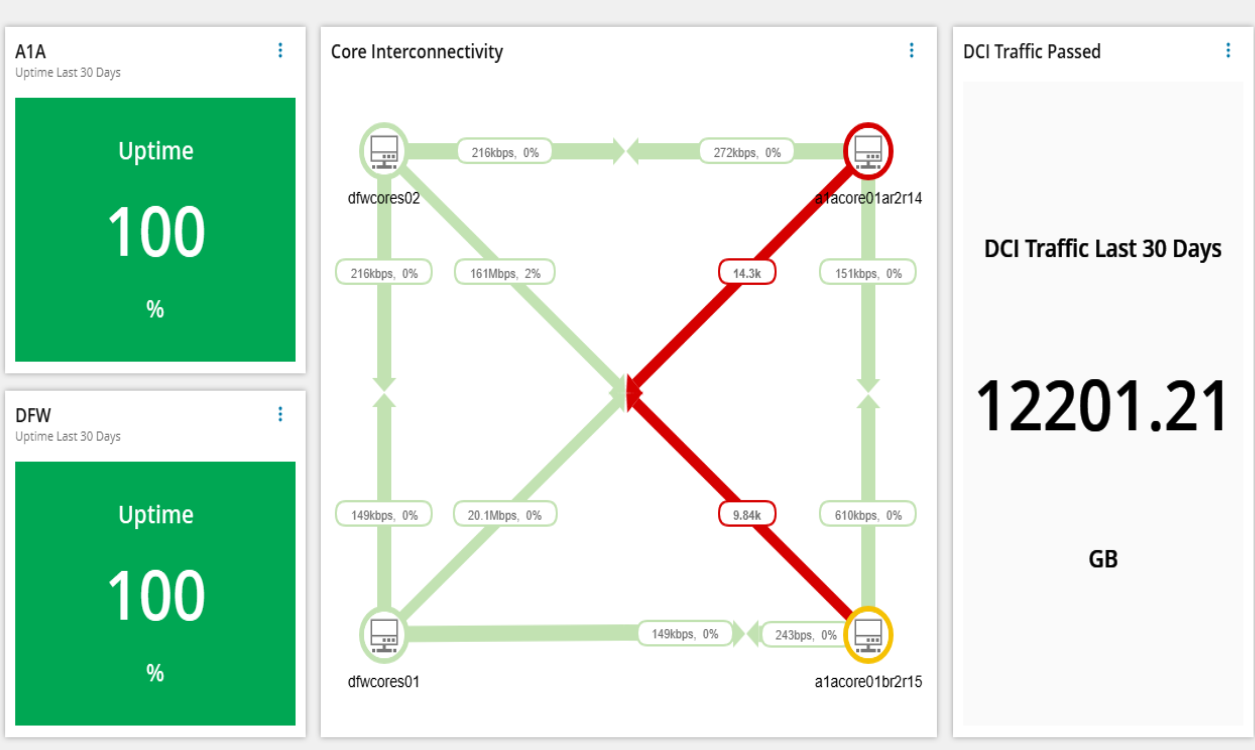 A1A
Uptime Last 30 Days
Uptime
100
%
DFW
Uptime Last 30 Days
Uptime
100
%
Core Interconnectivity
216kbps, 0%
272kbps, 0%
dfwcores02
a1acore01ar2r14
216kbps, 0%
161Mbps, 2%
14.3k
151kbps, 0%
149kbps, 0%
20.1Mbps, 0%
9.84k
610kbps, 0%
149kbps, 0%
243bps, 0%
dfwcores01
a1acore01br2r15
DCI Traffic Passed
DCI Traffic Last 30 Days
12201.21
GB